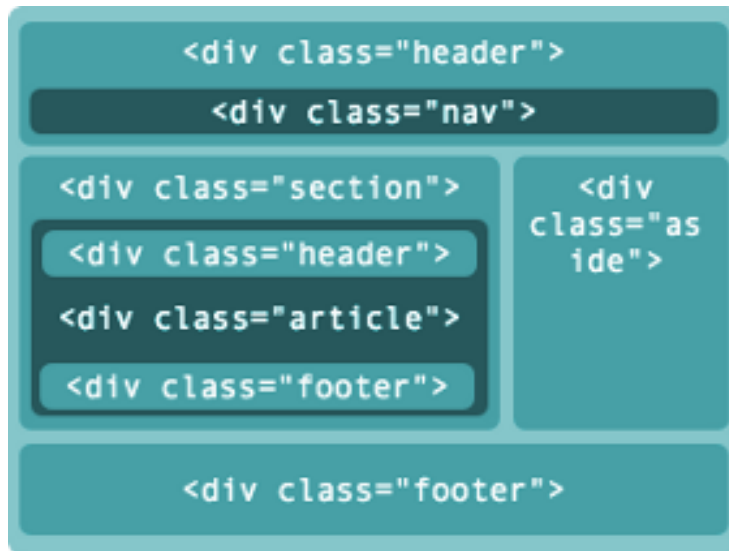 <div class="header">
<div class="nav">
<div class="section">
<div class="header">
<div class="article">
<div class="footer">
<div
class="as
ide">
<div class="footer">